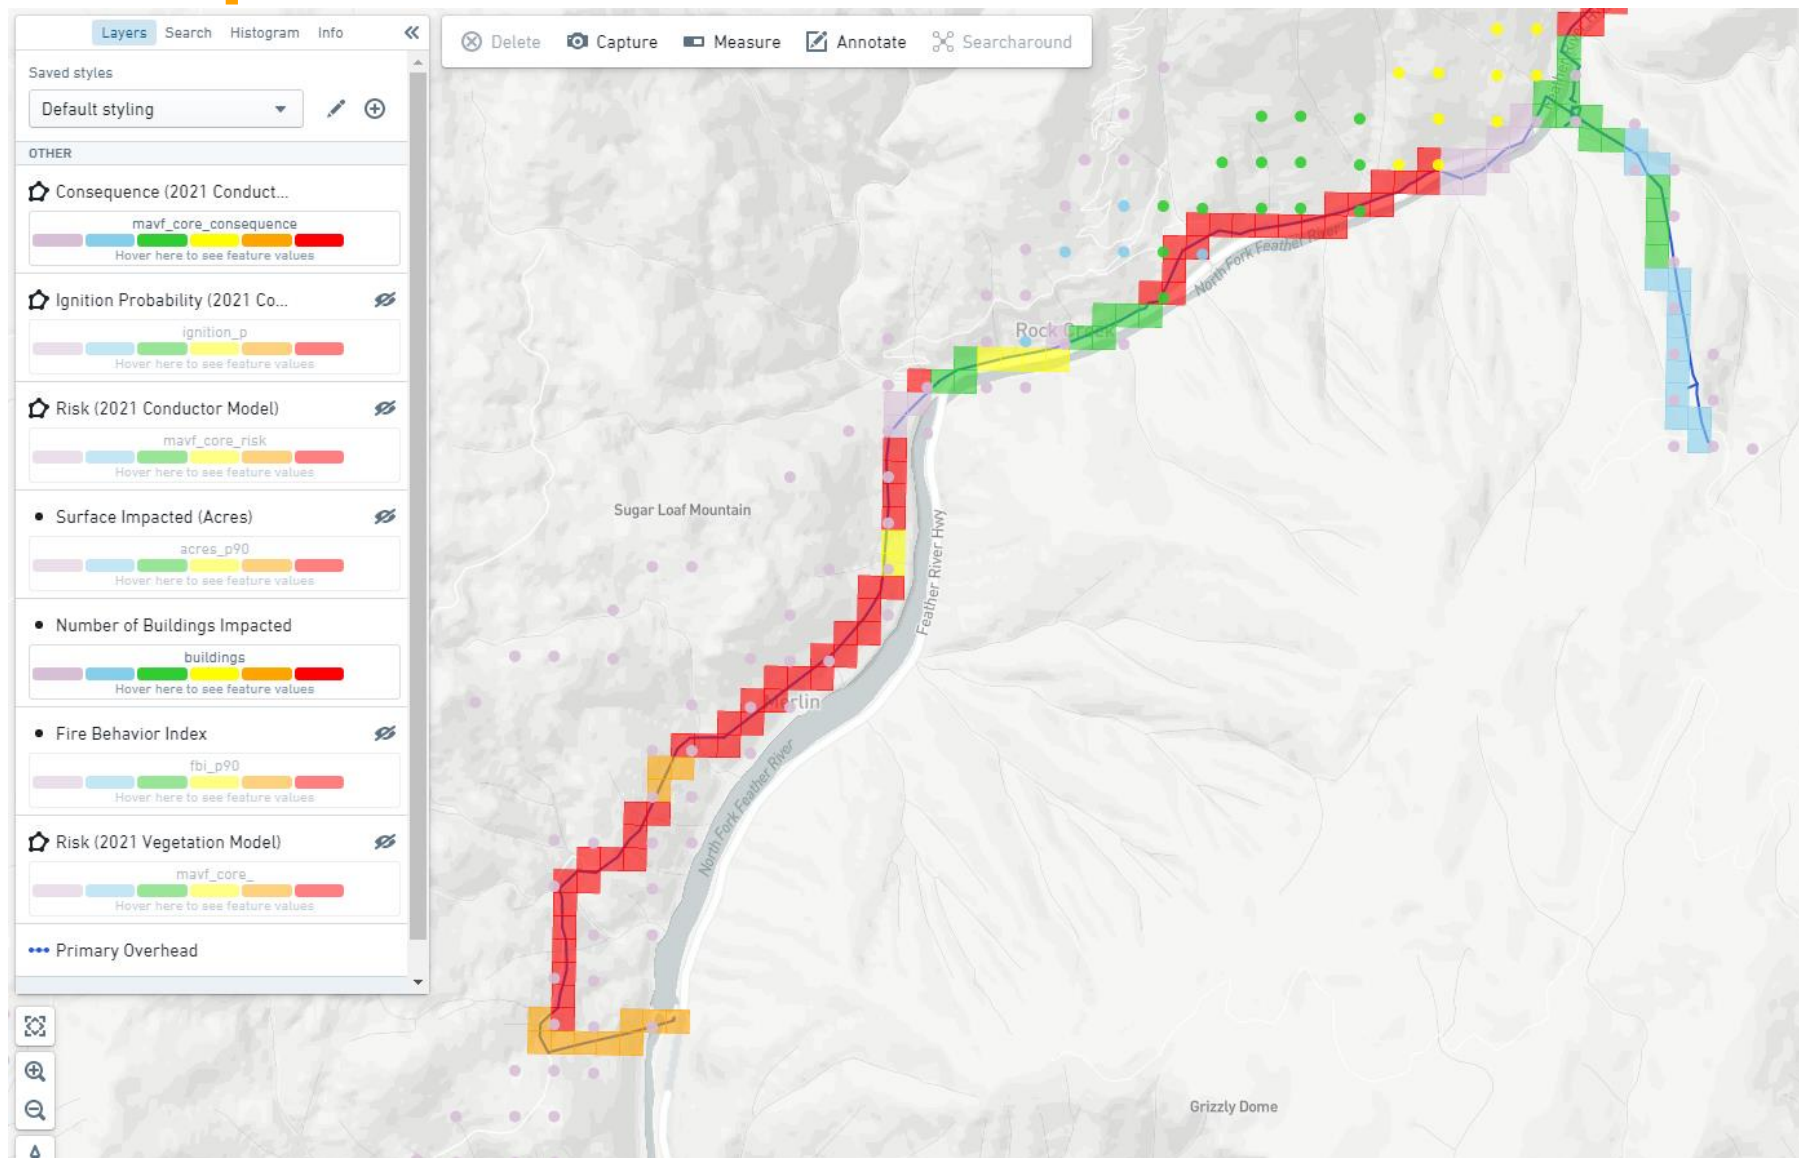 Layers Search Histogram Info
Saved styles
Default styling
OTHER
Consequence (2021 Conduct...
mavf_core_consequence
Hover here to see feature values
Ignition Probability (2021 Co...
ignition_p
Hover here to see feature values
Risk (2021 Conductor Model)
mavf_core_risk
Hover here to see feature values
Surface Impacted (Acres)
acres_p90
Hover here to see feature values
Number of Buildings Impacted
buildings
Hover here to see feature values
Fire Behavior Index
fbi_p90
Hover here to see feature values
Risk (2021 Vegetation Model)
mavf_core_
Hover here to see feature values
Primary Overhead
Delete Capture Measure Annotate Searcharound
North Fork Feather River
Rock Creek
Sugar Loaf Mountain
Feather River Hwy
Merlin
North Fork Feather River
Grizzly Dome